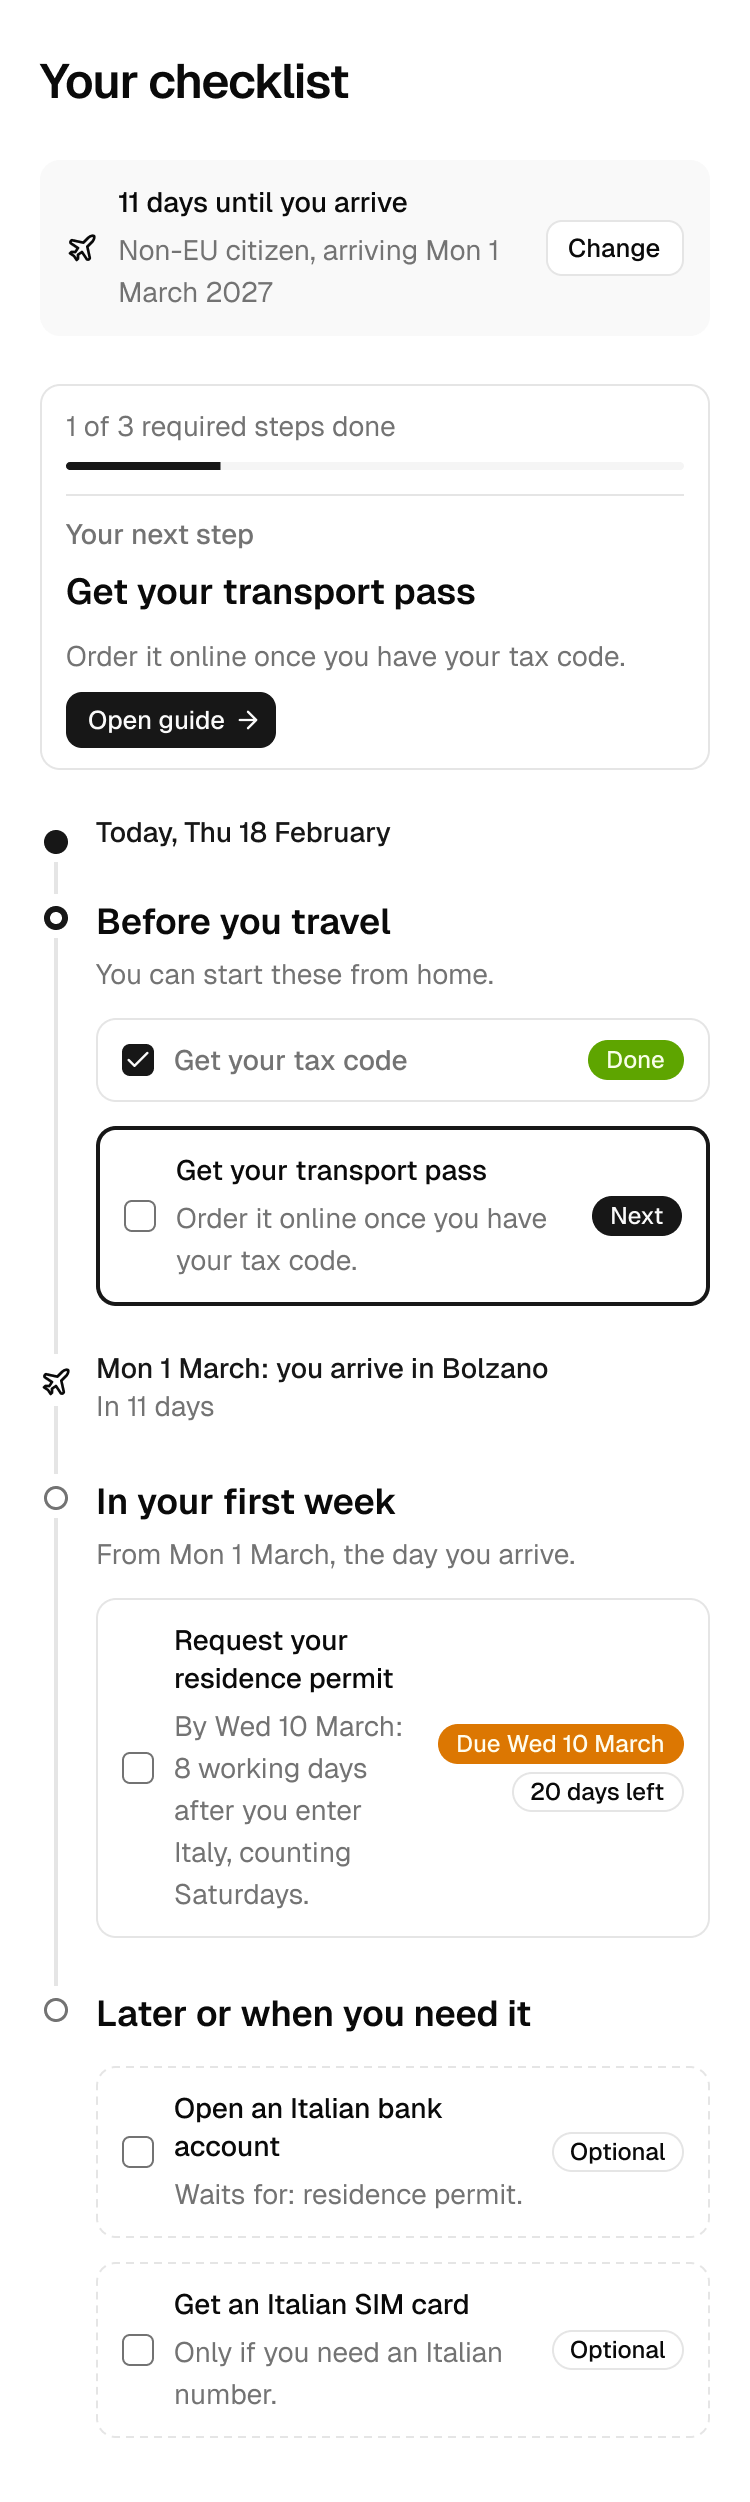 Your checklist
11 days until you arrive
Non-EU citizen, arriving Mon 1
March 2027
Change
1 of 3 required steps done
Your next step
Get your transport pass
Order it online once you have your tax code.
Open guide →
Today, Thu 18 February
Before you travel
You can start these from home.
Get your tax code
Done
Get your transport pass
Order it online once you have
your tax code.
Next
Mon 1 March: you arrive in Bolzano
In 11 days
In your first week
From Mon 1 March, the day you arrive.
Request your
residence permit
By Wed 10 March:
8 working days
after you enter
Italy, counting
Saturdays.
Due Wed 10 March
20 days left
Later or when you need it
Open an Italian bank
account
Waits for: residence permit.
Optional
Get an Italian SIM card
Only if you need an Italian
number.
Optional